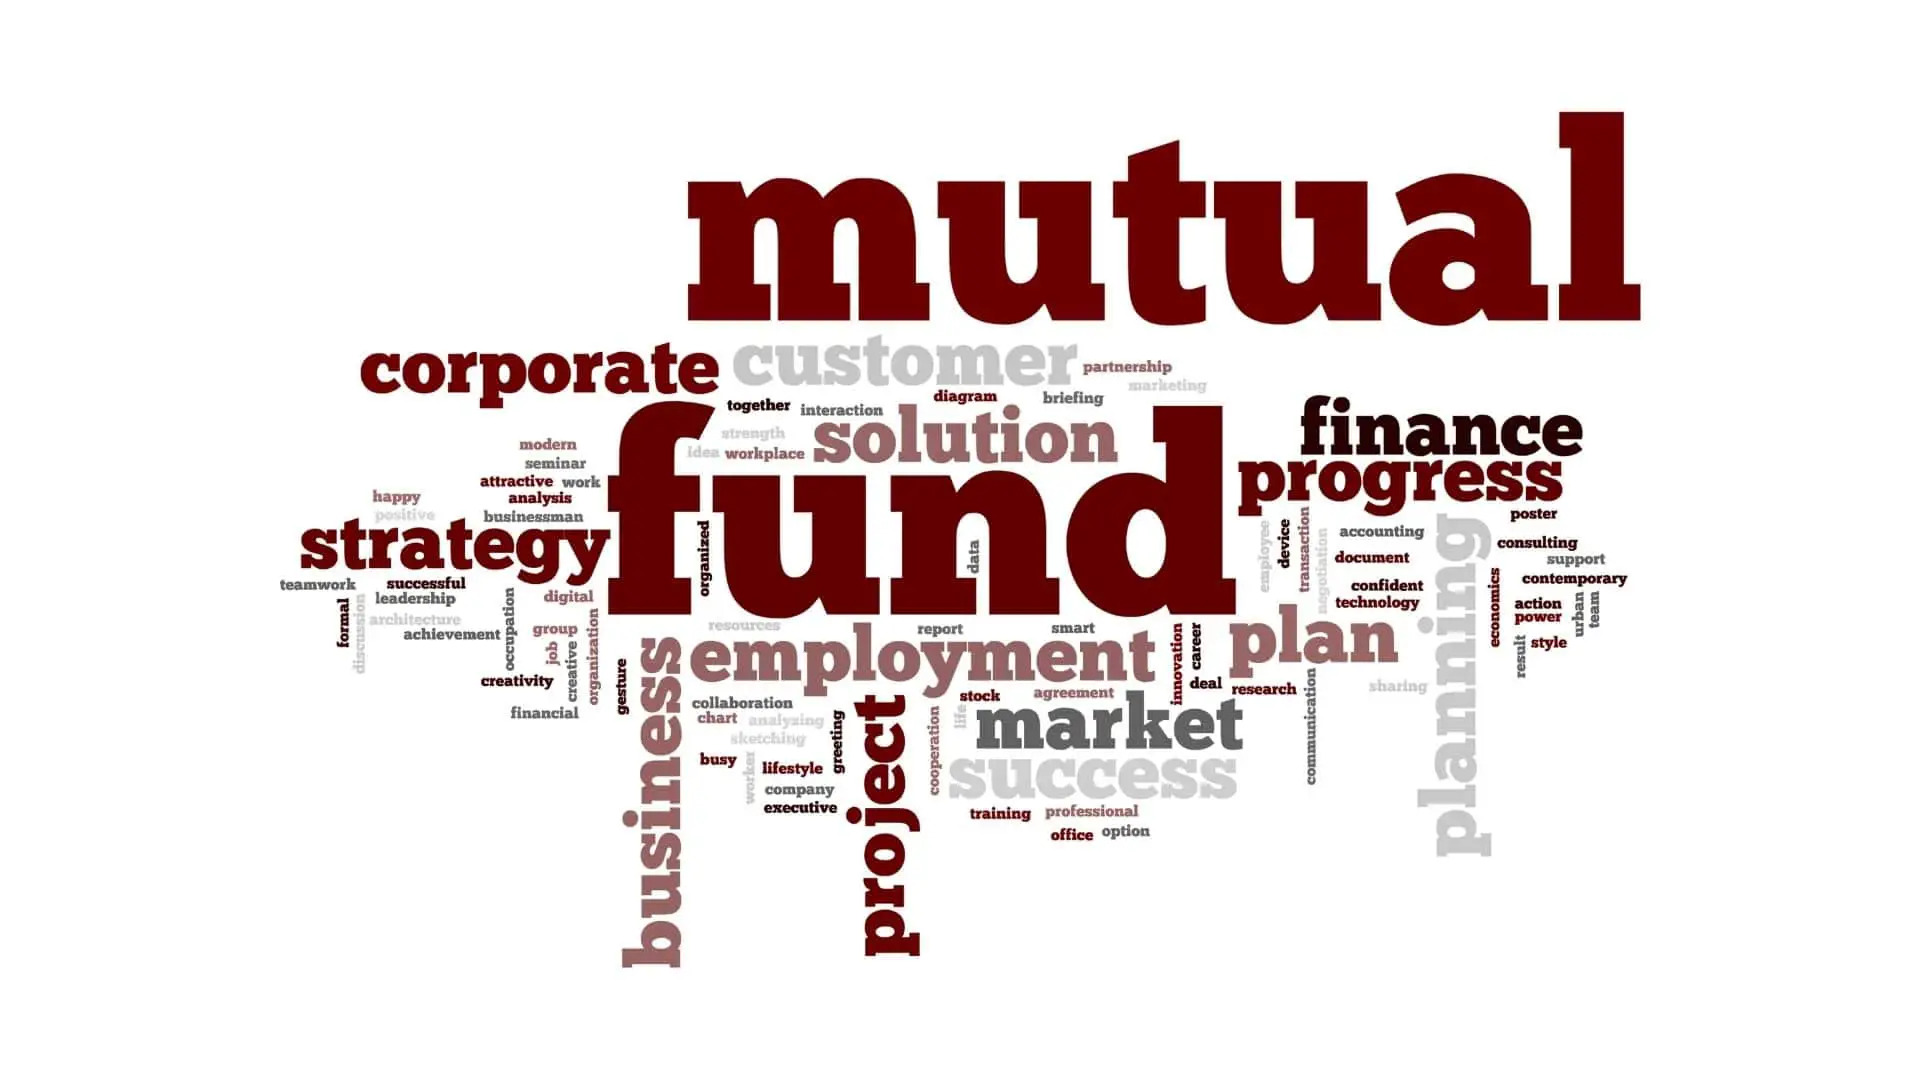 mutual
corporate
customer
partnership
marketing
diagram
briefing
together
interaction
strength
solution
idea
workplace
fund
finance
progress
modern
seminar
attractive
work
analysis
happy
positive
businessman
strategy
organized
data
employee
device
transaction
negotiation
accounting
document
confident
technology
planning
poster
consulting
support
contemporary
economics
action
power
urban
team
result
style
teamwork
successful
leadership
formal
discussion
architecture
achievement
occupation
digital
group
job
creative
organization
creativity
financial
gesture
resources
report
smart
employment
innovation
career
plan
deal
research
communication
sharing
business
collaboration
chart
analyzing
sketching
greeting
busy
worker
lifestyle
company
executive
project
cooperation
life
stock
agreement
market
success
training
professional
office
option